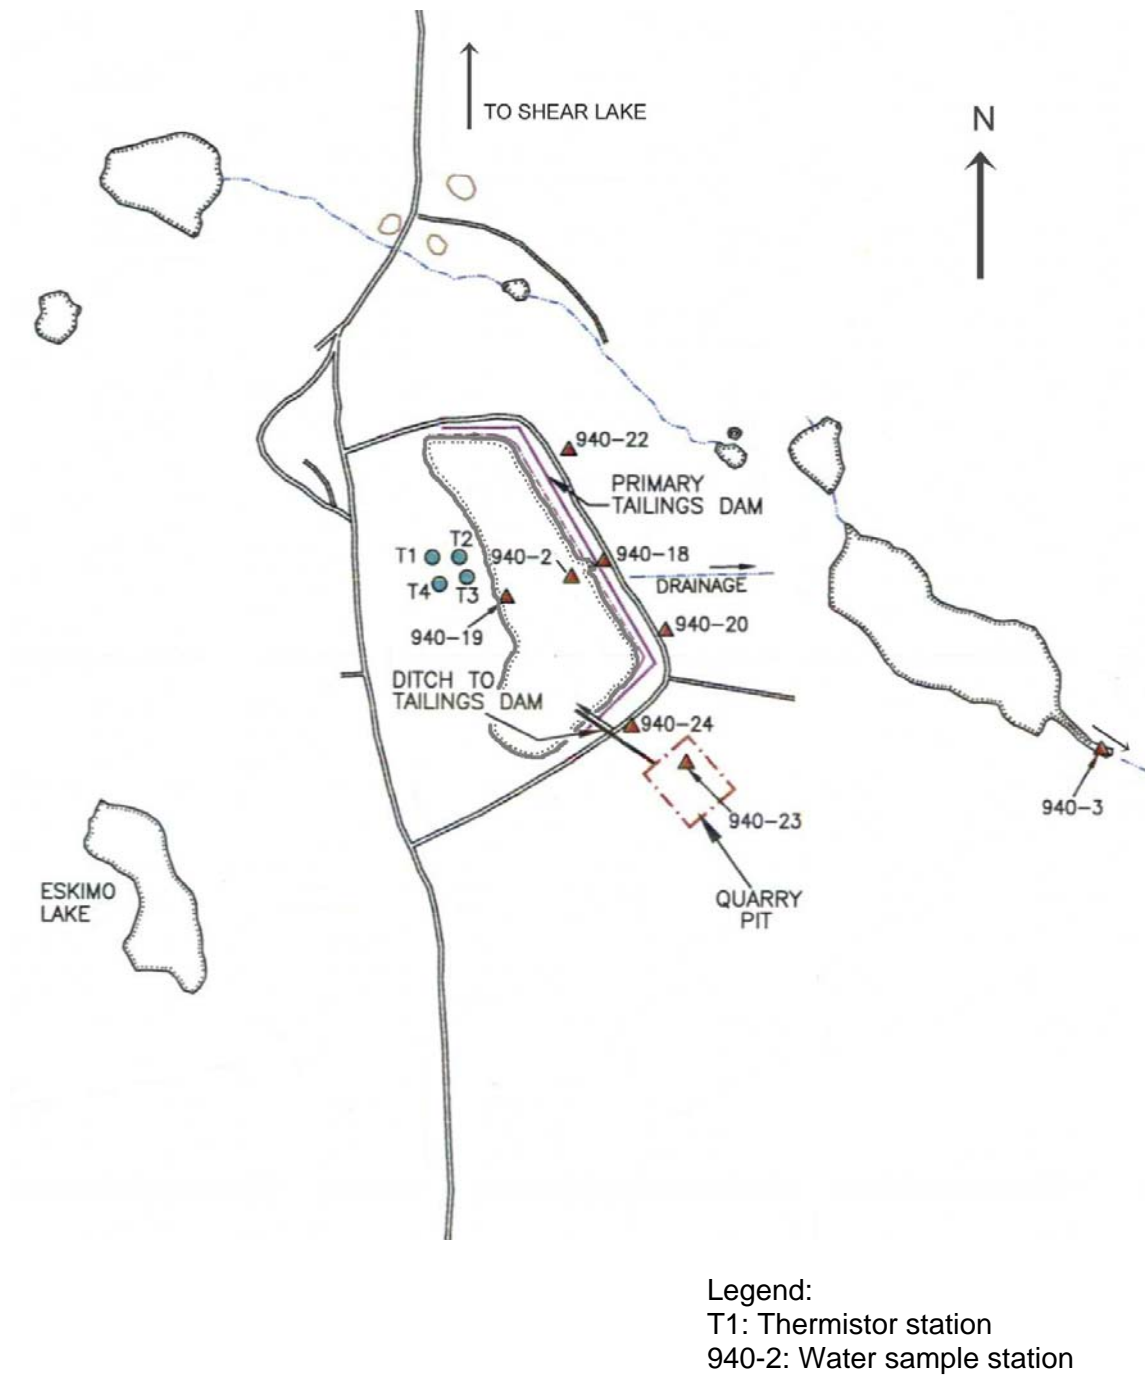 TO SHEAR LAKE
N
940-22
PRIMARY
TAILINGS DAM
T1
T2
940-2
940-18
T4
T3
DRAINAGE
940-19
940-20
DITCH TO
TAILINGS DAM
940-24
940-3
940-23
ESKIMO
LAKE
QUARRY
PIT
Legend:
T1: Thermistor station
940-2: Water sample station